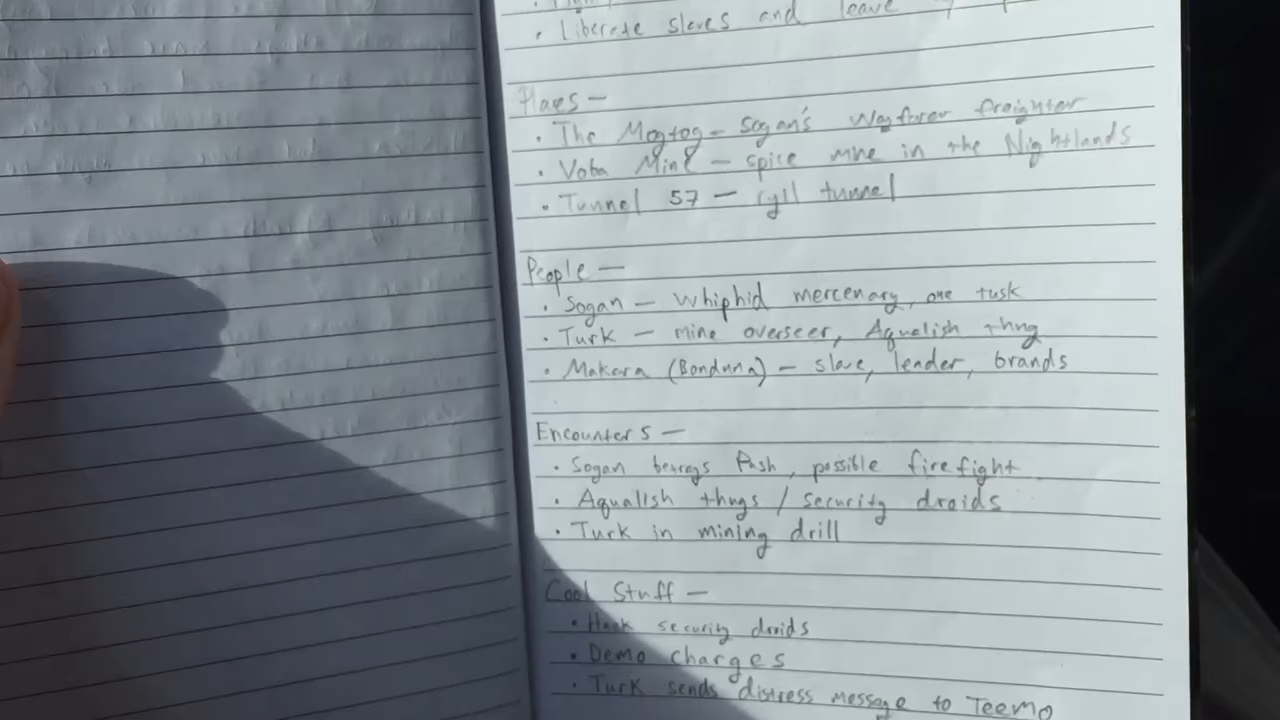 • Liberate slaves and leave
Places —
• The Mogtog — Sogan's Wayfarer freighter
• Voba Mine — spice mine in the Nightlands
• Tunnel 57 — ryll tunnel
People —
• Sogan — Whiphid mercenary, one tusk
• Turk — mine overseer, Aqualish thug
• Makara (Bonduna) — slave, leader, brands
Encounters —
• Sogan betrays Pash, possible firefight
• Aqualish thugs / security droids
• Turk in mining drill
Cool Stuff —
• Hack security droids
• Demo charges
• Turk sends distress message to Teemo